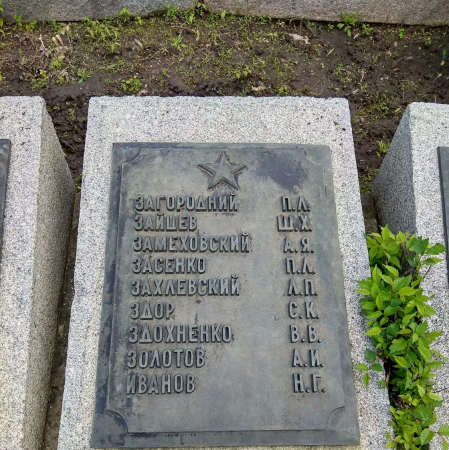 ЗАГОРОДНИЙ П.Л.
ЗАЙЦЕВ Ш.Х.
ЗАМЕХОВСКИЙ А.Я.
ЗАСЕНКО П.Л.
ЗАХЛЕВСКИЙ Л.П.
ЗДОР С.К.
ЗДОХНЕНКО В.В.
ЗОЛОТОВ А.И.
ИВАНОВ Н.Г.